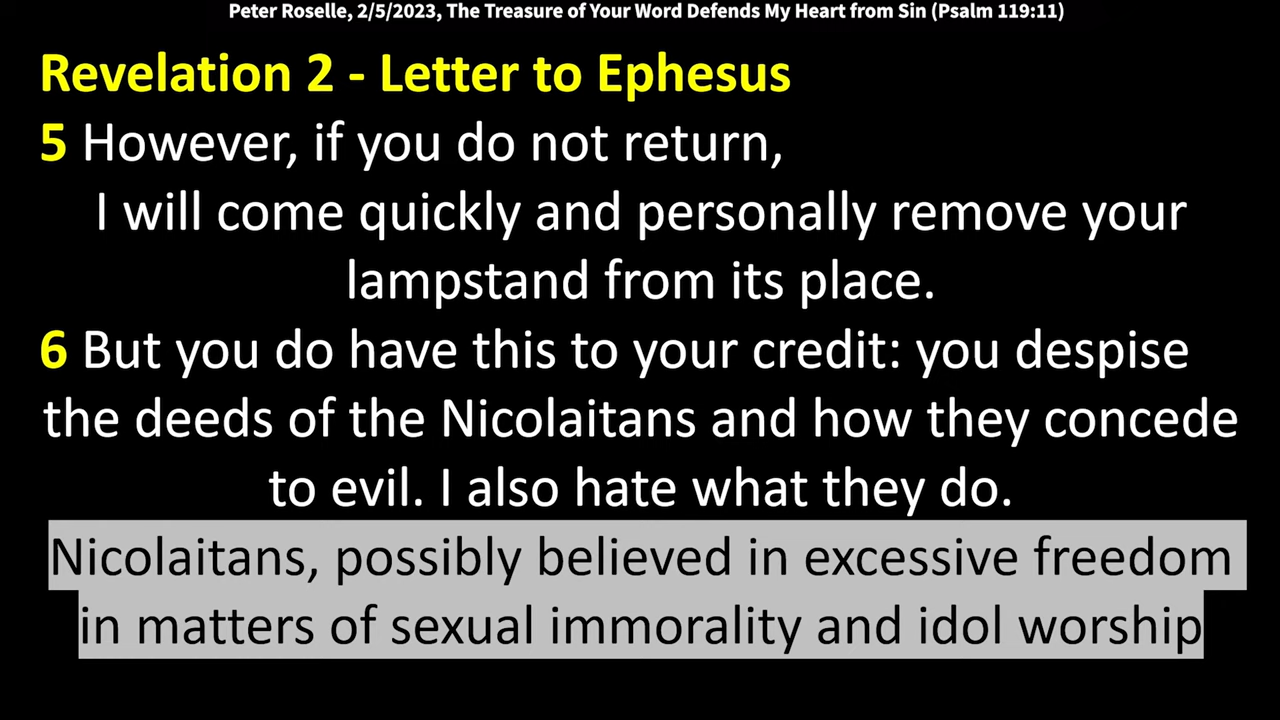 Peter Roselle, 2/5/2023, The Treasure of Your Word Defends My Heart from Sin (Psalm 119:11)
Revelation 2 - Letter to Ephesus
5 However, if you do not return,
I will come quickly and personally remove your
lampstand from its place.
6 But you do have this to your credit: you despise
the deeds of the Nicolaitans and how they concede
to evil. I also hate what they do.
Nicolaitans, possibly believed in excessive freedom
in matters of sexual immorality and idol worship